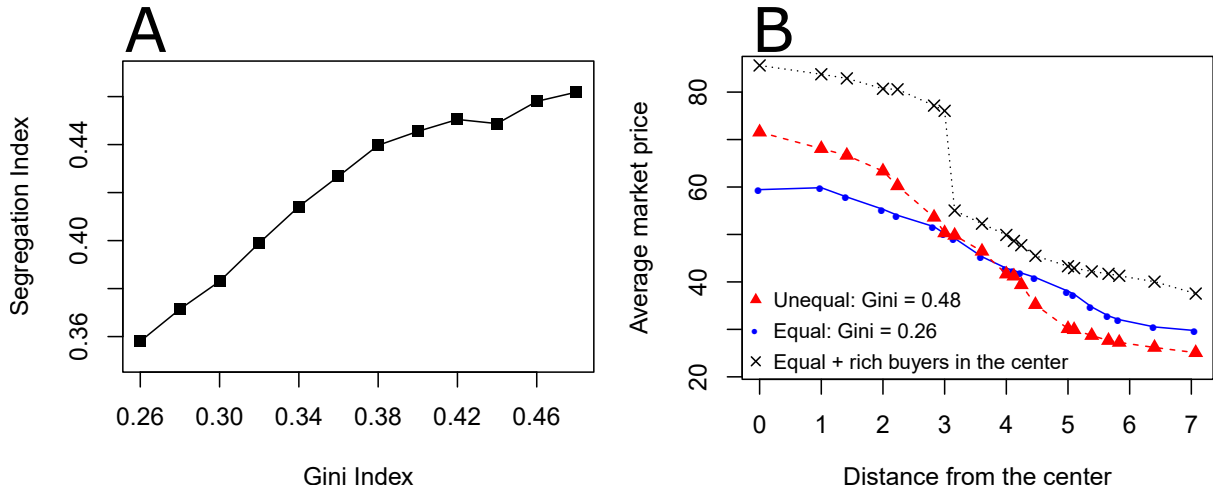 A
Segregation Index
0.44
0.40
0.36
0.26 0.30 0.34 0.38 0.42 0.46
Gini Index
B
Average market price
80
60
40
20
Unequal: Gini = 0.48
Equal: Gini = 0.26
Equal + rich buyers in the center
0 1 2 3 4 5 6 7
Distance from the center